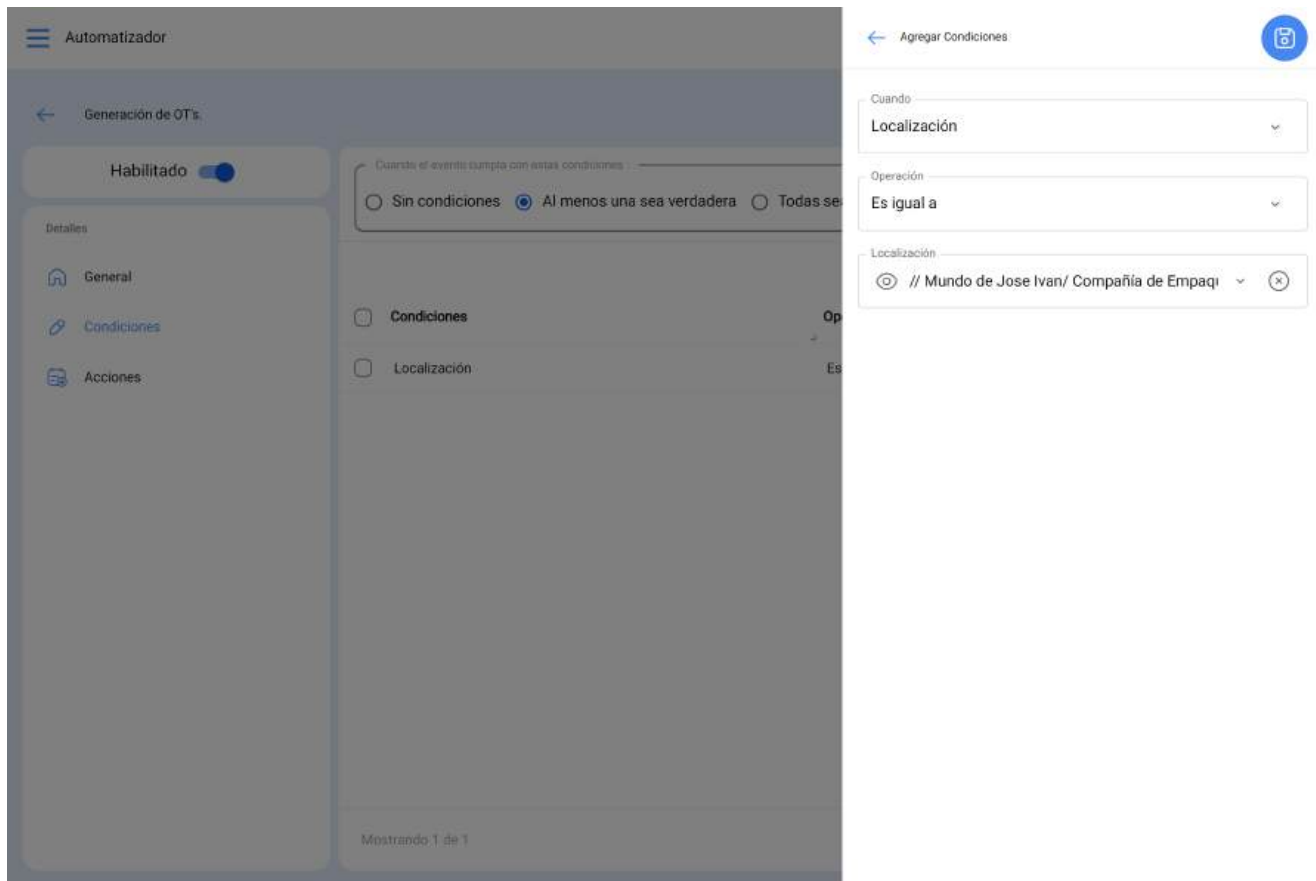 Automatizador
Agregar Condiciones
Generación de OT's.
Habilitado
Detalles
General
Condiciones
Acciones
Cuando el evento cumpla con estas condiciones :
Sin condiciones
Al menos una sea verdadera
Todas se
Condiciones
Op
Localización
Es
Mostrando 1 de 1
Cuando
Localización
Operación
Es igual a
Localización
// Mundo de Jose Ivan/ Compañía de Empaq